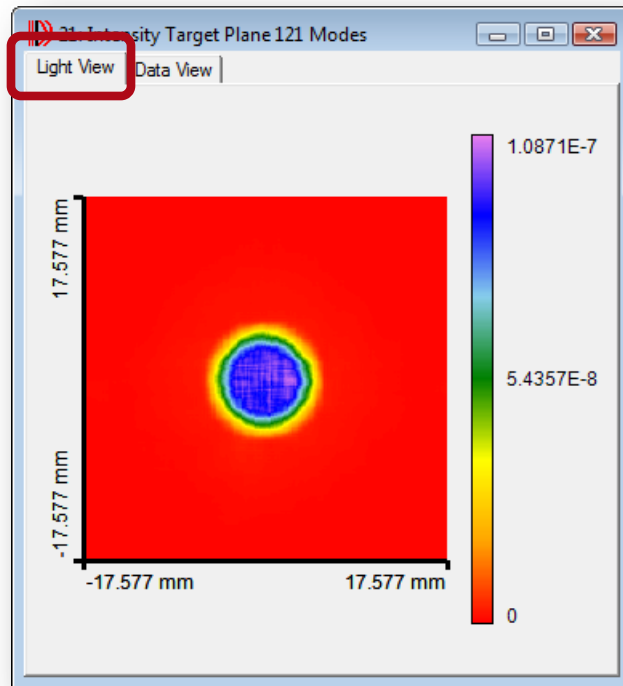 21: Intensity Target Plane 121 Modes
Light View
Data View
1.0871E-7
17.577 mm
5.4357E-8
-17.577 mm
-17.577 mm
17.577 mm
0